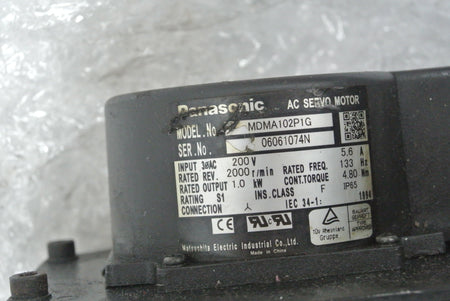 Panasonic AC SERVO MOTOR
MODEL.No. MDMA102P1G
SER.No. 06061074N
INPUT 3øAC 200 V 5.6 A
RATED REV. 2000 r/min RATED FREQ. 133 Hz
RATED OUTPUT 1.0 kW CONT.TORQUE 4.80 Nm
RATING S1 INS.CLASS F IP65
CONNECTION IEC 34-1: 1994
TÜV Rheinland
Matsushita Electric Industrial Co.,Ltd.
Made in China